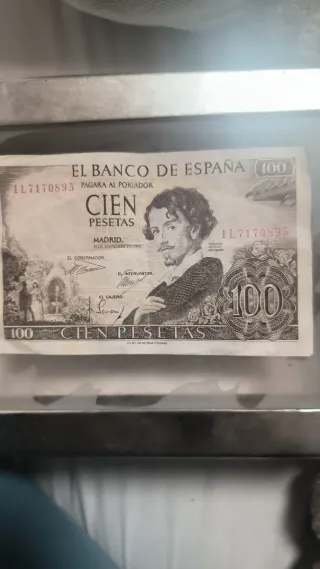 EL BANCO DE ESPAÑA
100
1L7170895
PAGARA AL PORTADOR
CIEN
PESETAS
1L7170895
MADRID,
EL GOBERNADOR
EL INTERVENTOR
EL CAJERO
100
100
CIEN PESETAS